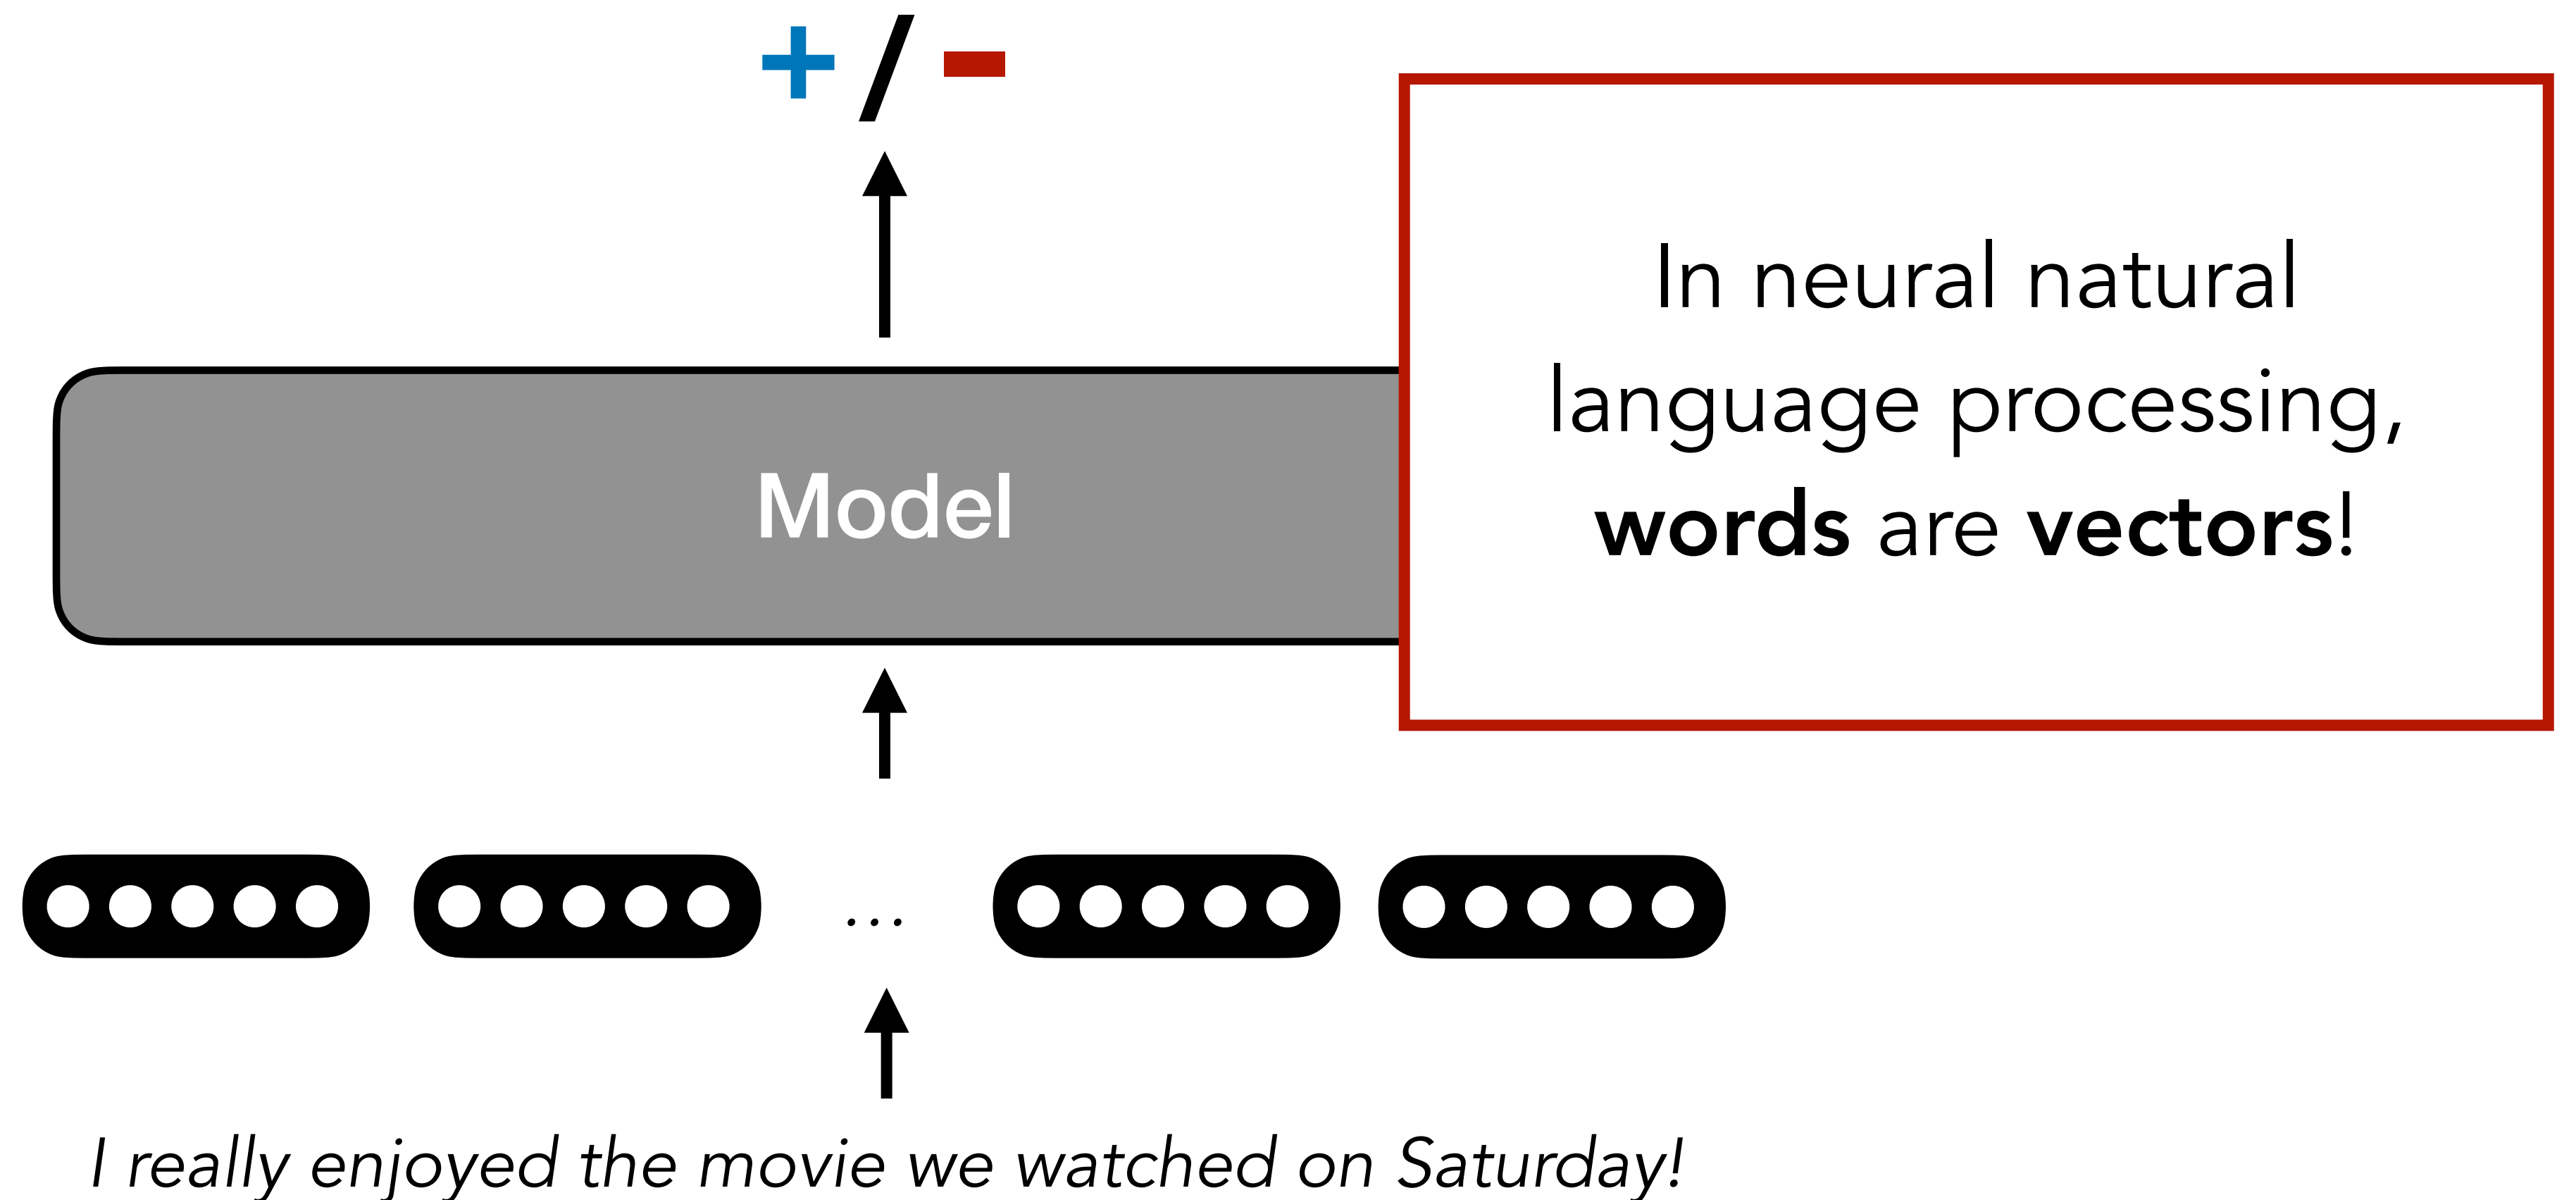 +/-
In neural natural
language processing,
words are vectors!
Model
...
I really enjoyed the movie we watched on Saturday!